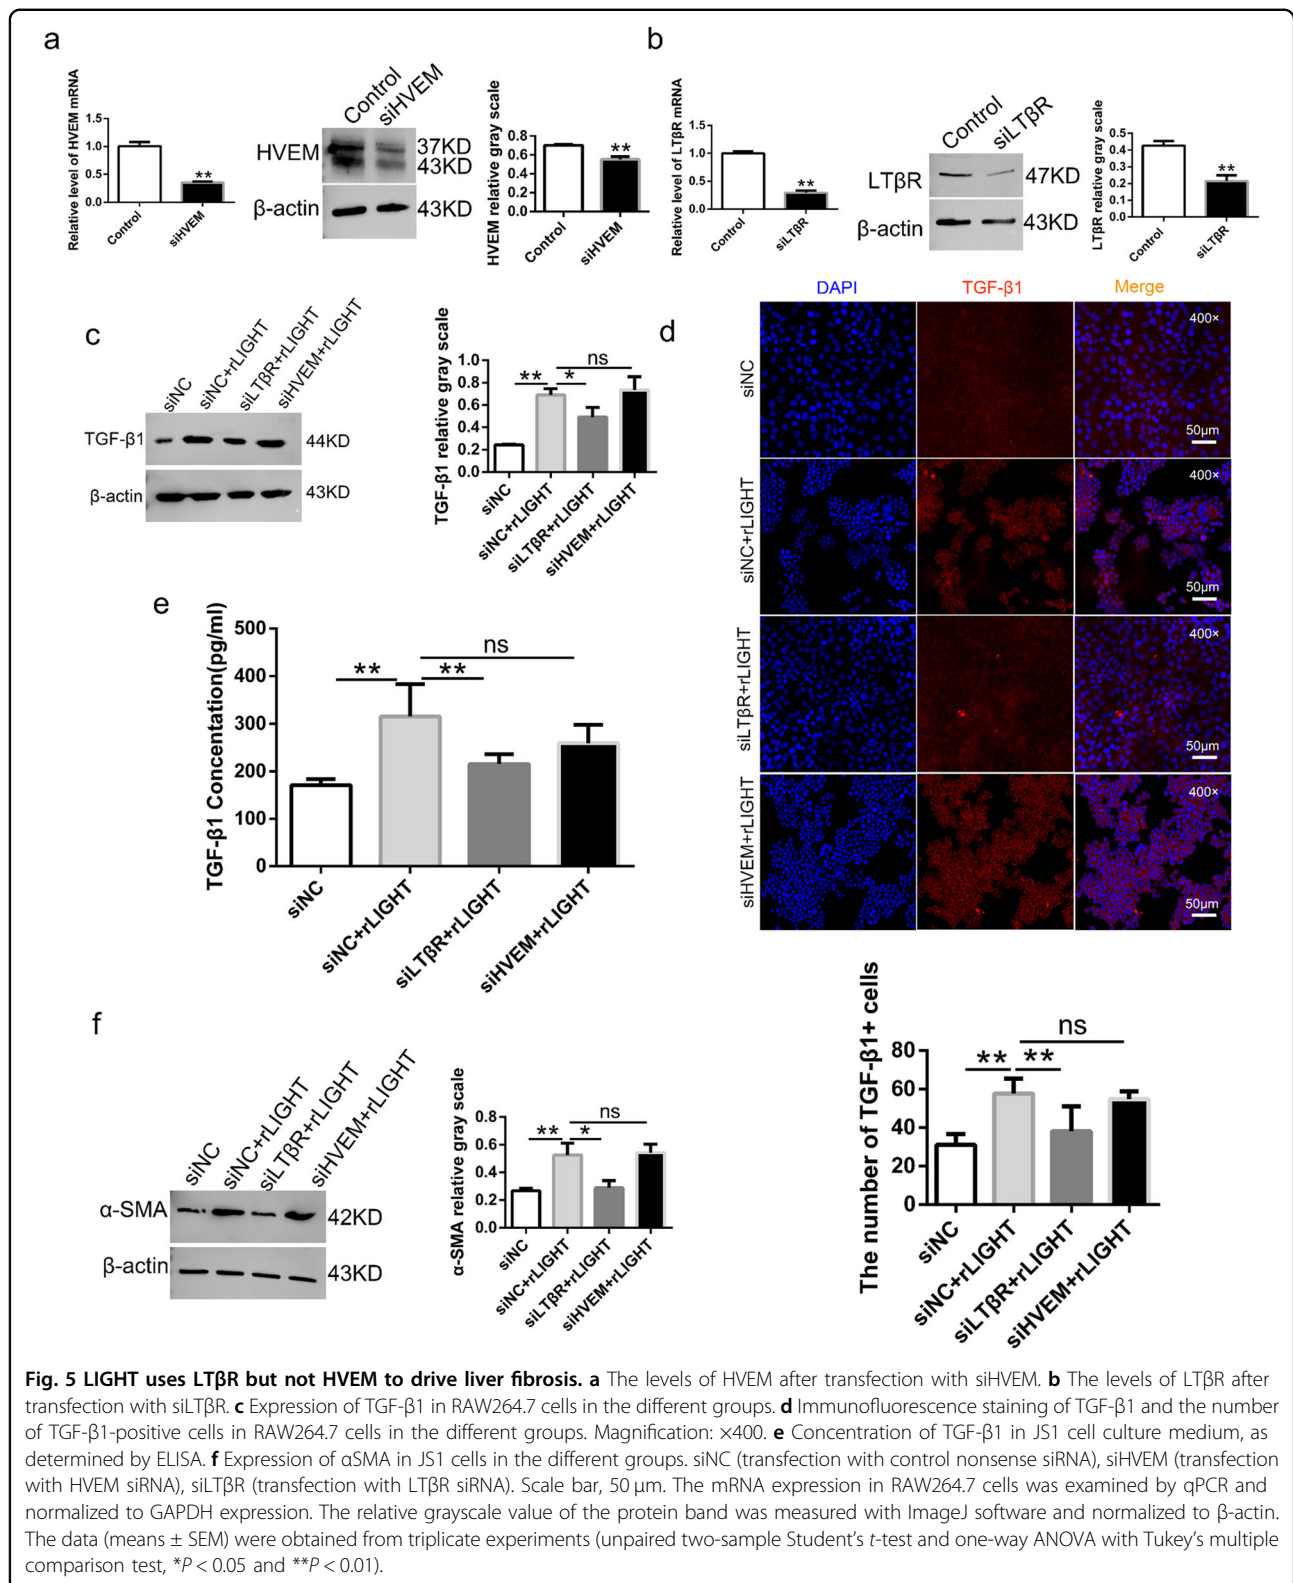 a
Relative level of HVEM mRNA
1.5
1.0
0.5
0.0
**
Control
siHVEM
Control
siHVEM
HVEM
37KD
43KD
β-actin
43KD
HVEM relative gray scale
0.8
0.6
0.4
0.2
0.0
**
Control
siHVEM
b
Relative level of LTβR mRNA
1.5
1.0
0.5
0.0
**
Control
siLTβR
Control
siLTβR
LTβR
47KD
β-actin
43KD
LTβR relative gray scale
0.5
0.4
0.3
0.2
0.1
0.0
**
Control
siLTβR
c
siNC
siNC+rLIGHT
siLTβR+rLIGHT
siHVEM+rLIGHT
TGF-β1
44KD
β-actin
43KD
TGF-β1 relative gray scale
1.0
0.8
0.6
0.4
0.2
0.0
**
*
ns
siNC
siNC+rLIGHT
siLTβR+rLIGHT
siHVEM+rLIGHT
d
DAPI
TGF-β1
Merge
siNC
400×
50μm
siNC+rLIGHT
400×
50μm
siLTβR+rLIGHT
400×
50μm
siHVEM+rLIGHT
400×
50μm
The number of TGF-β1+ cells
80
60
40
20
0
**
**
ns
siNC
siNC+rLIGHT
siLTβR+rLIGHT
siHVEM+rLIGHT
e
TGF-β1 Concentration(pg/ml)
500
400
300
200
100
0
**
**
ns
siNC
siNC+rLIGHT
siLTβR+rLIGHT
siHVEM+rLIGHT
f
siNC
siNC+rLIGHT
siLTβR+rLIGHT
siHVEM+rLIGHT
α-SMA
42KD
β-actin
43KD
α-SMA relative gray scale
0.8
0.6
0.4
0.2
0.0
**
*
ns
siNC
siNC+rLIGHT
siLTβR+rLIGHT
siHVEM+rLIGHT
Fig. 5 LIGHT uses LTβR but not HVEM to drive liver fibrosis. a The levels of HVEM after transfection with siHVEM. b The levels of LTβR after
transfection with siLTβR. c Expression of TGF-β1 in RAW264.7 cells in the different groups. d Immunofluorescence staining of TGF-β1 and the number
of TGF-β1-positive cells in RAW264.7 cells in the different groups. Magnification: ×400. e Concentration of TGF-β1 in JS1 cell culture medium, as
determined by ELISA. f Expression of αSMA in JS1 cells in the different groups. siNC (transfection with control nonsense siRNA), siHVEM (transfection
with HVEM siRNA), siLTβR (transfection with LTβR siRNA). Scale bar, 50 μm. The mRNA expression in RAW264.7 cells was examined by qPCR and
normalized to GAPDH expression. The relative grayscale value of the protein band was measured with ImageJ software and normalized to β-actin.
The data (means ± SEM) were obtained from triplicate experiments (unpaired two-sample Student's t-test and one-way ANOVA with Tukey's multiple
comparison test, *P < 0.05 and **P < 0.01).